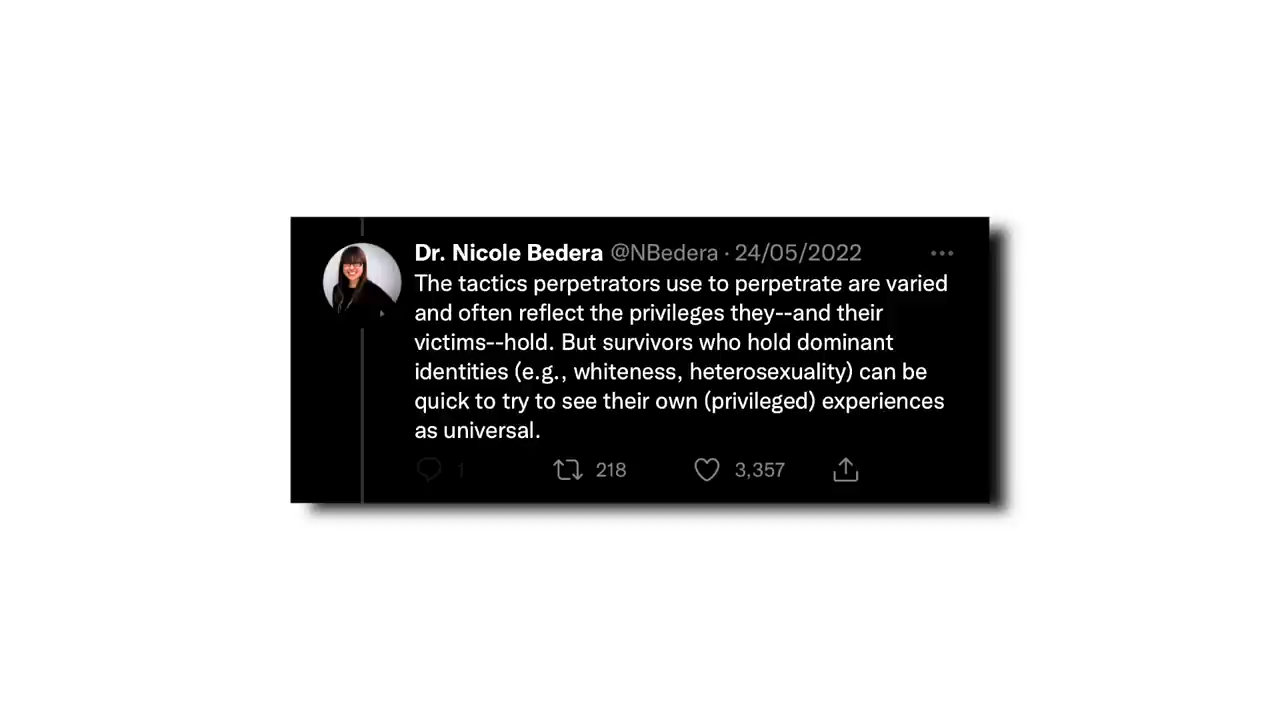 Dr. Nicole Bedera @NBedera · 24/05/2022
The tactics perpetrators use to perpetrate are varied
and often reflect the privileges they--and their
victims--hold. But survivors who hold dominant
identities (e.g., whiteness, heterosexuality) can be
quick to try to see their own (privileged) experiences
as universal.
1 218 3,357